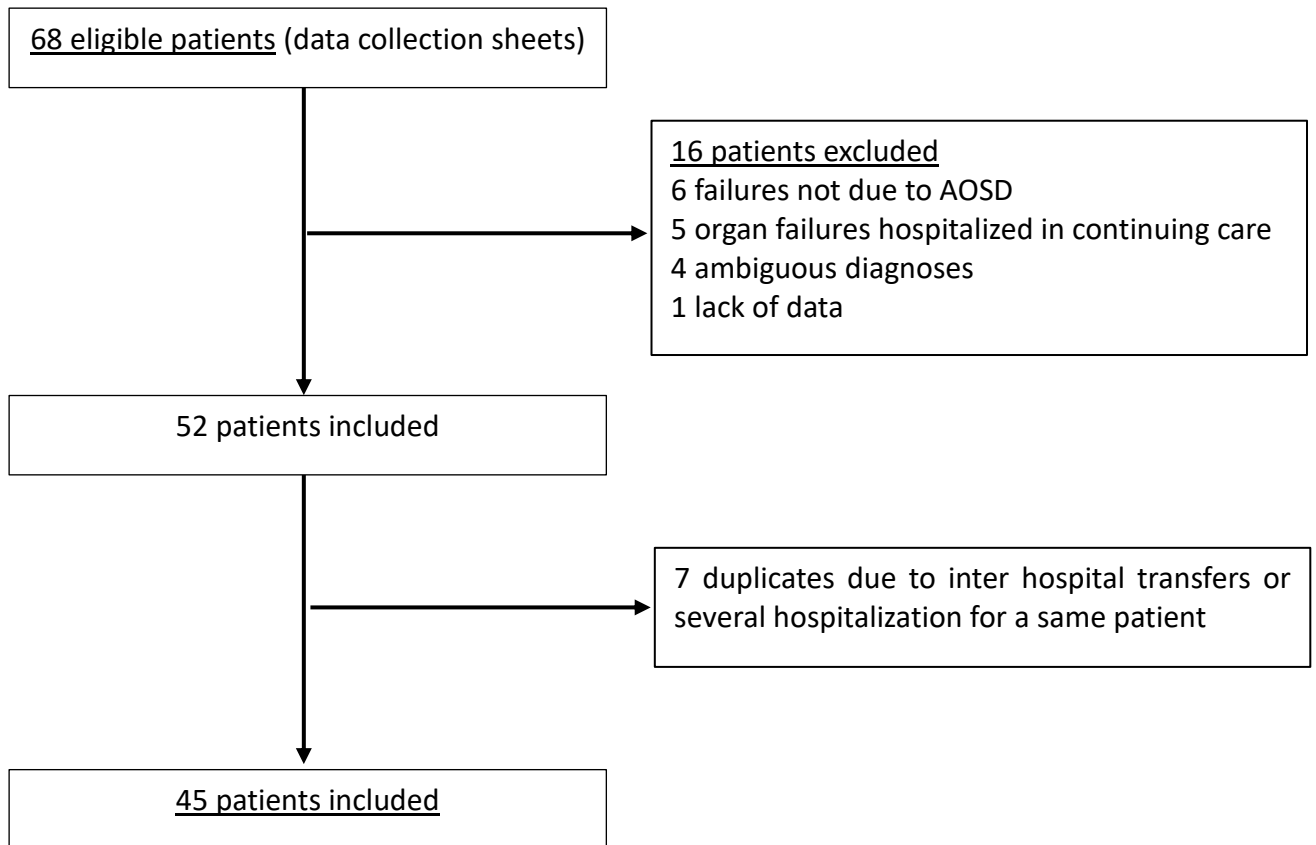 68 eligible patients (data collection sheets)
16 patients excluded
6 failures not due to AOSD
5 organ failures hospitalized in continuing care
4 ambiguous diagnoses
1 lack of data
52 patients included
7 duplicates due to inter hospital transfers or
several hospitalization for a same patient
45 patients included